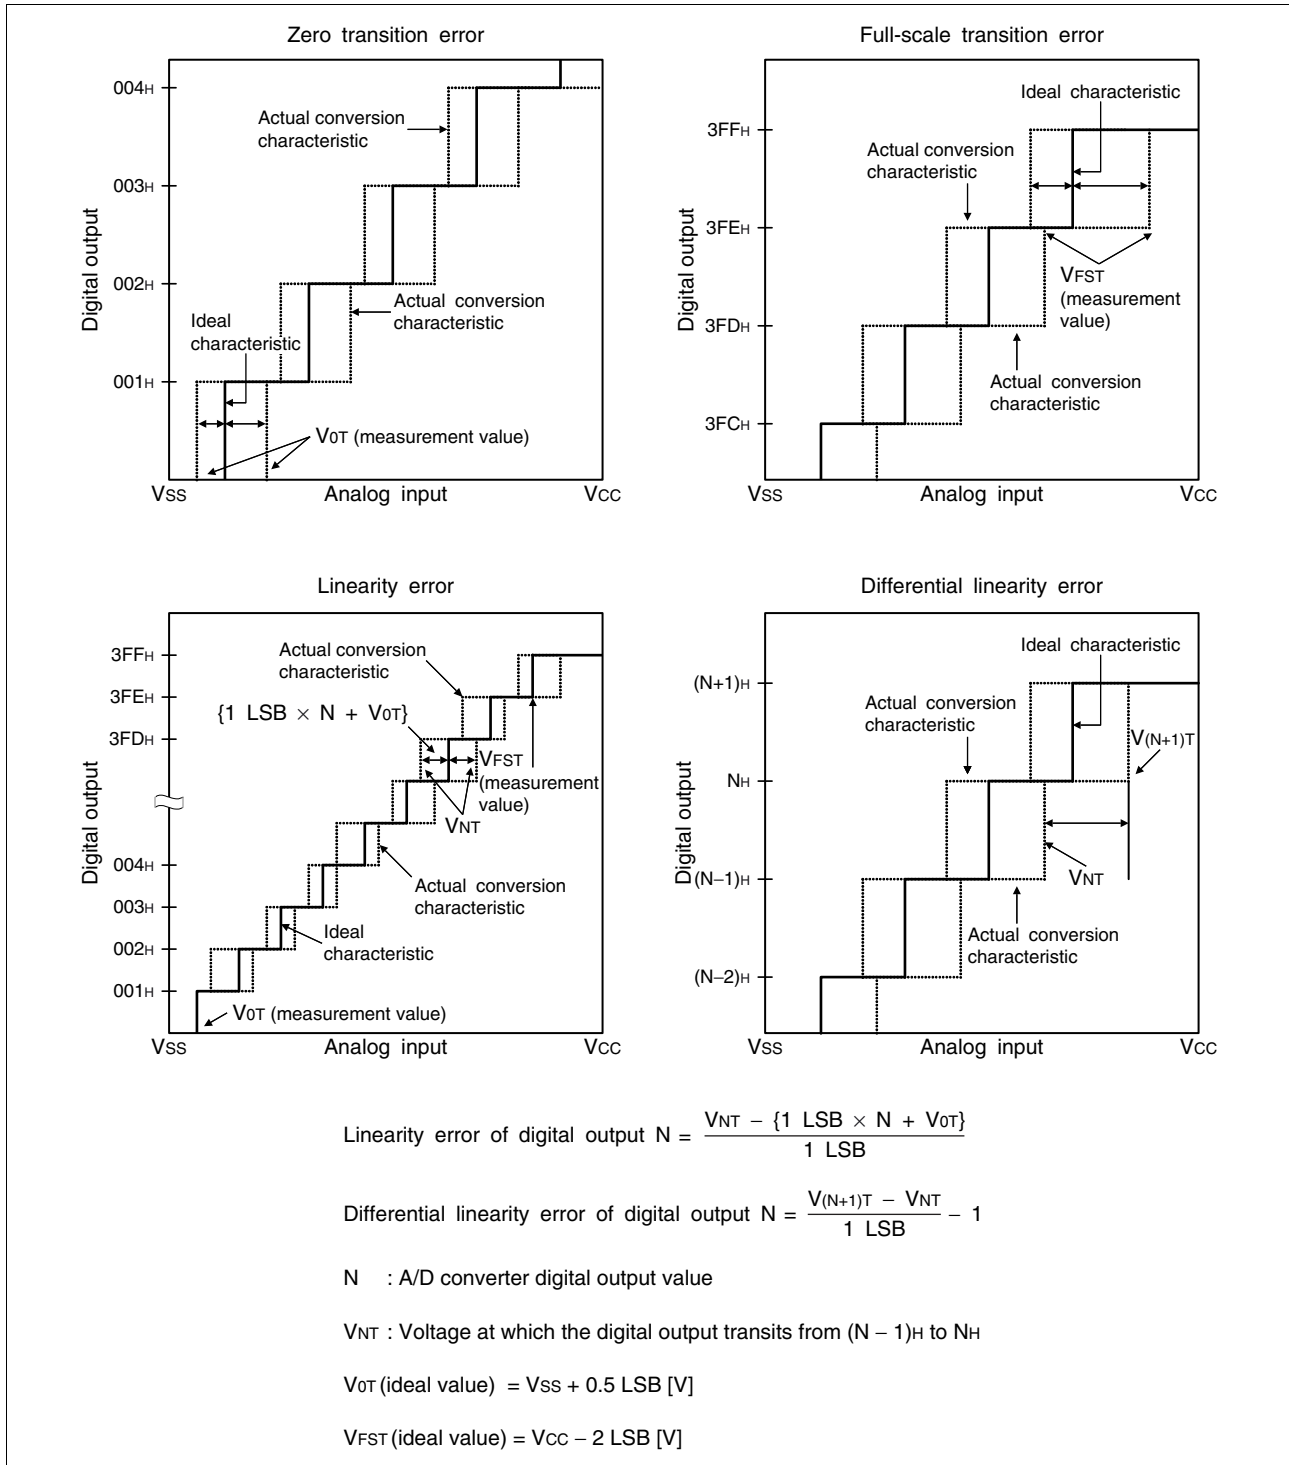 Zero transition error
004H
003H
002H
001H
Digital output
Actual conversion
characteristic
Ideal
characteristic
Actual conversion
characteristic
V0T (measurement value)
VSS
Analog input
VCC
Full-scale transition error
3FFH
3FEH
3FDH
3FCH
Digital output
Ideal characteristic
Actual conversion
characteristic
VFST
(measurement
value)
Actual conversion
characteristic
VSS
Analog input
VCC
Linearity error
3FFH
3FEH
3FDH
004H
003H
002H
001H
Digital output
Actual conversion
characteristic
{1 LSB × N + V0T}
VFST
(measurement
value)
VNT
Actual conversion
characteristic
Ideal
characteristic
V0T (measurement value)
VSS
Analog input
VCC
Differential linearity error
(N+1)H
NH
(N−1)H
(N−2)H
Digital output
Ideal characteristic
Actual conversion
characteristic
V(N+1)T
VNT
Actual conversion
characteristic
VSS
Analog input
VCC
Linearity error of digital output N = VNT − {1 LSB × N + V0T} / 1 LSB
Differential linearity error of digital output N = V(N+1)T − VNT / 1 LSB − 1
N : A/D converter digital output value
VNT : Voltage at which the digital output transits from (N − 1)H to NH
V0T (ideal value) = VSS + 0.5 LSB [V]
VFST (ideal value) = VCC − 2 LSB [V]